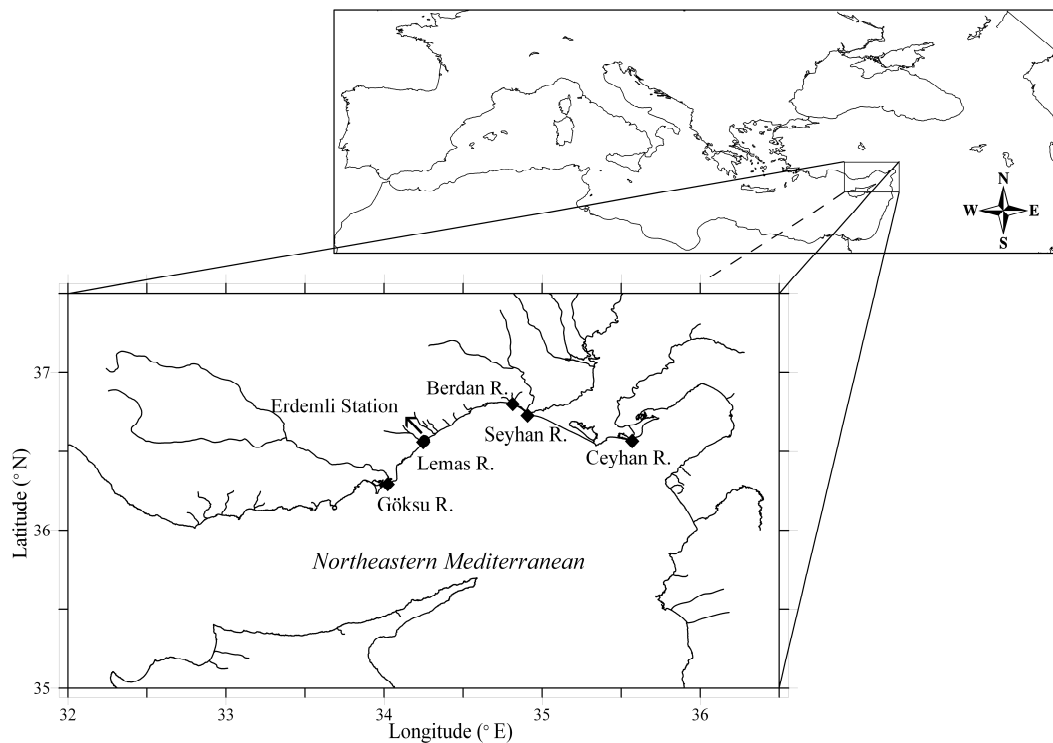 N
W E
S
37
36
35
Latitude (°N)
Berdan R.
Erdemli Station
Seyhan R.
Ceyhan R.
Lemas R.
Göksu R.
Northeastern Mediterranean
32 33 34 35 36
Longitude (°E)